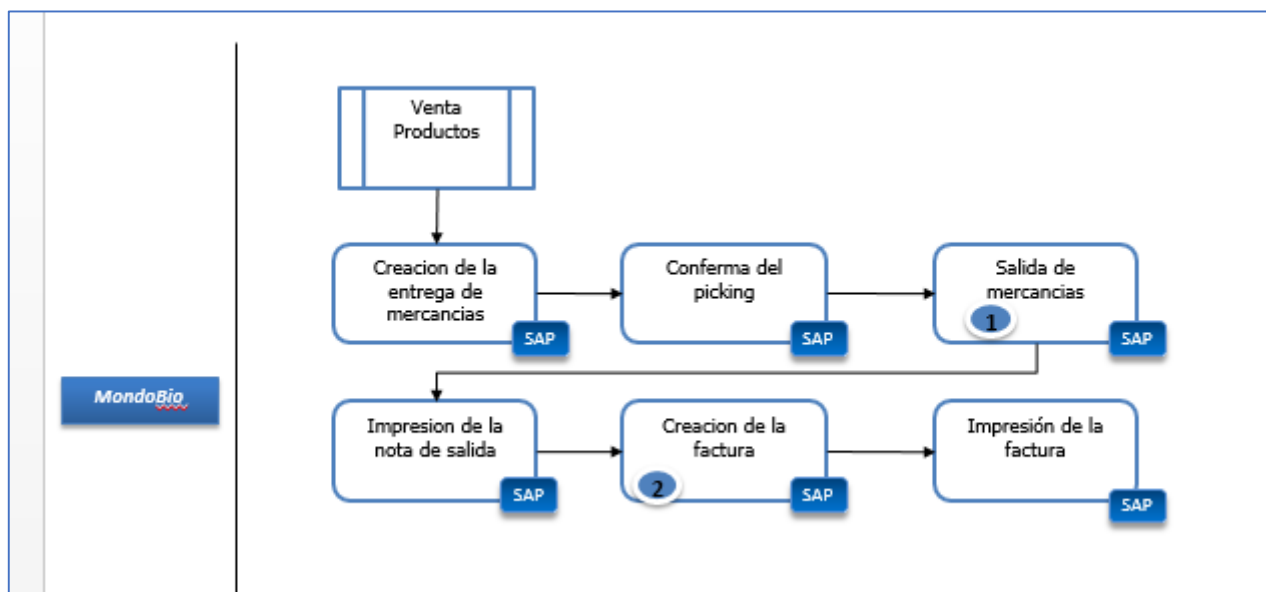 Venta
Productos
Creacion de la
entrega de
mercancias
SAP
Conferma del
picking
SAP
Salida de
mercancias
1
SAP
MondoBio
Impresion de la
nota de salida
SAP
Creacion de la
factura
2
SAP
Impresión de la
factura
SAP